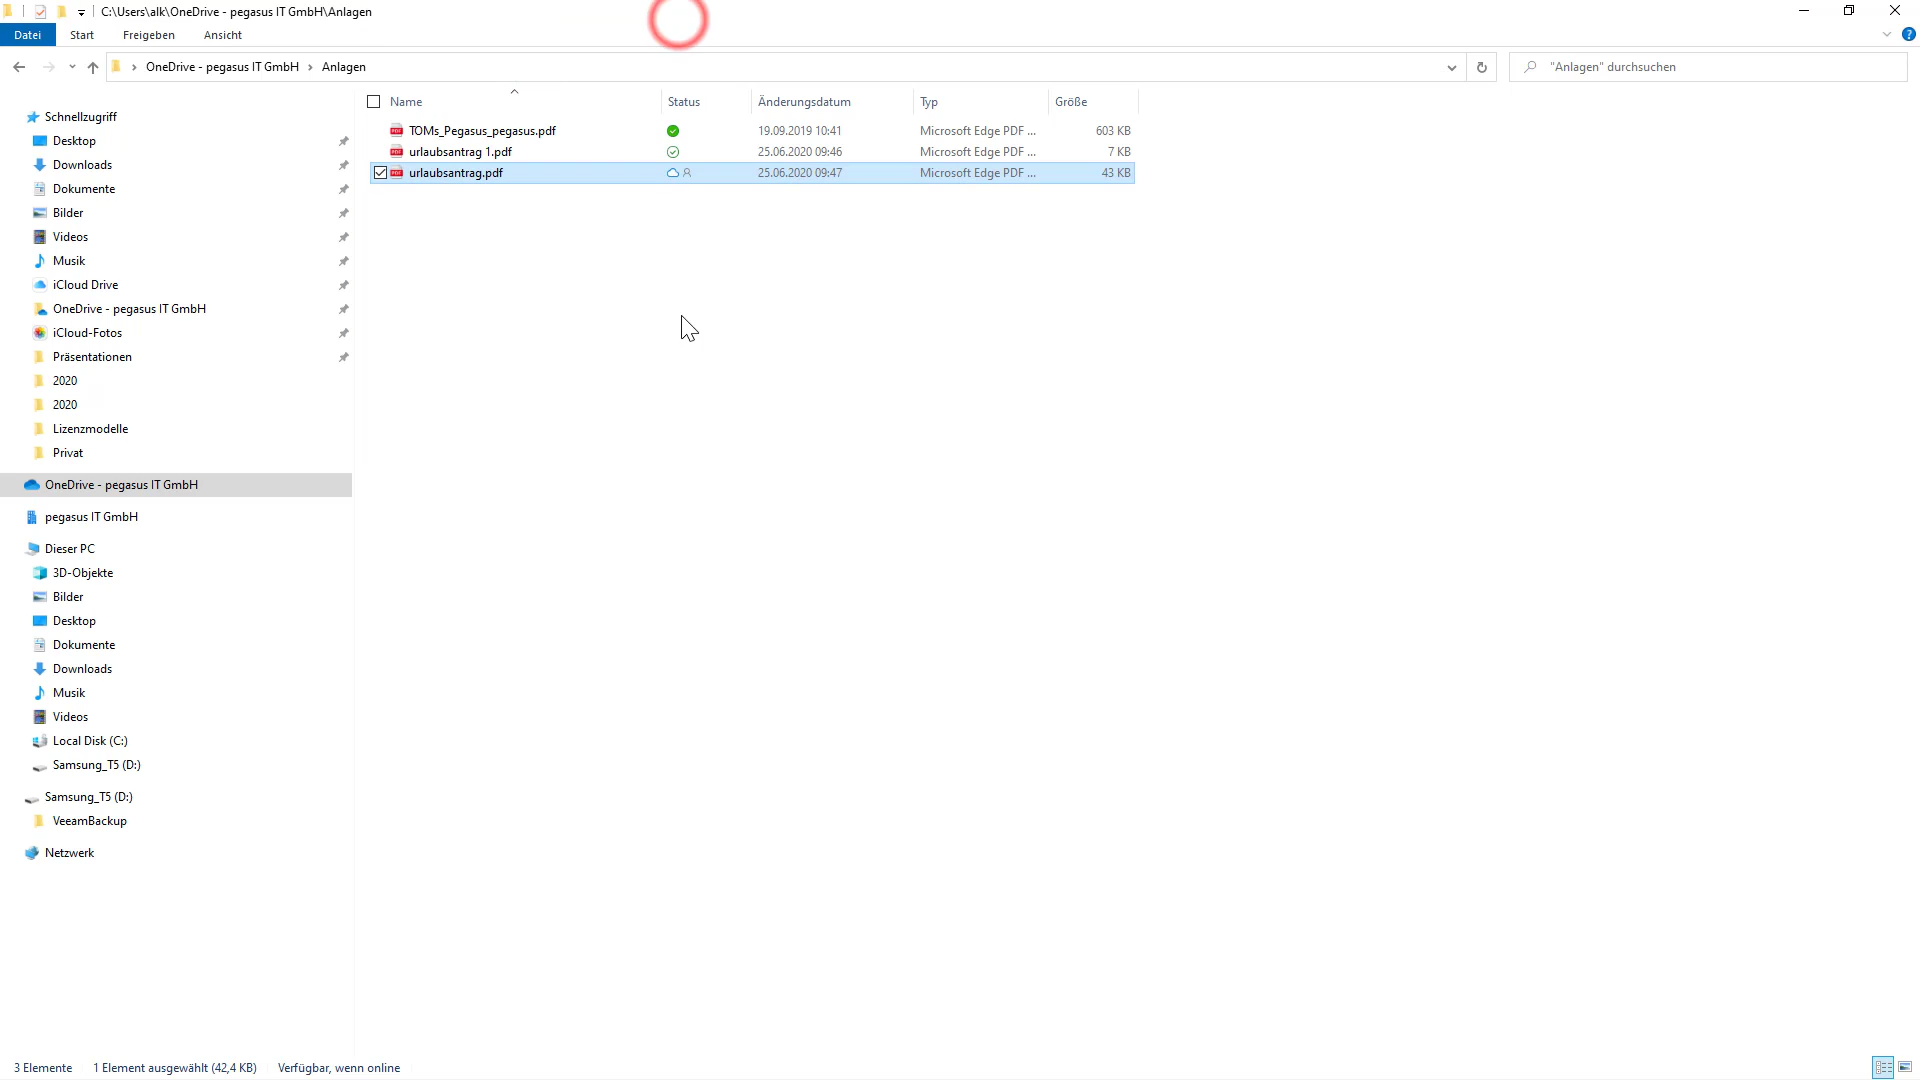 C:\Users\alk\OneDrive - pegasus IT GmbH\Anlagen
Datei Start Freigeben Ansicht
OneDrive - pegasus IT GmbH > Anlagen
"Anlagen" durchsuchen
Schnellzugriff
Desktop
Downloads
Dokumente
Bilder
Videos
Musik
iCloud Drive
OneDrive - pegasus IT GmbH
iCloud-Fotos
Präsentationen
2020
2020
Lizenzmodelle
Privat
OneDrive - pegasus IT GmbH
pegasus IT GmbH
Dieser PC
3D-Objekte
Bilder
Desktop
Dokumente
Downloads
Musik
Videos
Local Disk (C:)
Samsung_T5 (D:)
Samsung_T5 (D:)
VeeamBackup
Netzwerk
Name Status Änderungsdatum Typ Größe
TOMs_Pegasus_pegasus.pdf 19.09.2019 10:41 Microsoft Edge PDF ... 603 KB
urlaubsantrag 1.pdf 25.06.2020 09:46 Microsoft Edge PDF ... 7 KB
urlaubsantrag.pdf 25.06.2020 09:47 Microsoft Edge PDF ... 43 KB
3 Elemente 1 Element ausgewählt (42,4 KB) Verfügbar, wenn online